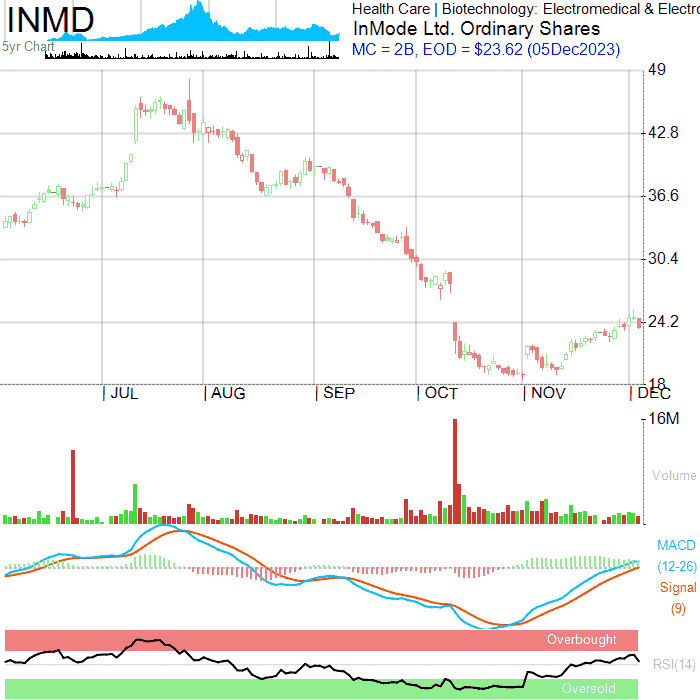 INMD
5yr Chart
Health Care | Biotechnology: Electromedical & Electro
InMode Ltd. Ordinary Shares
MC = 2B, EOD = $23.62 (05Dec2023)
49
42.8
36.6
30.4
24.2
18
JUL
AUG
SEP
OCT
NOV
DEC
16M
Volume
MACD
(12-26)
Signal
(9)
Overbought
RSI(14)
Oversold